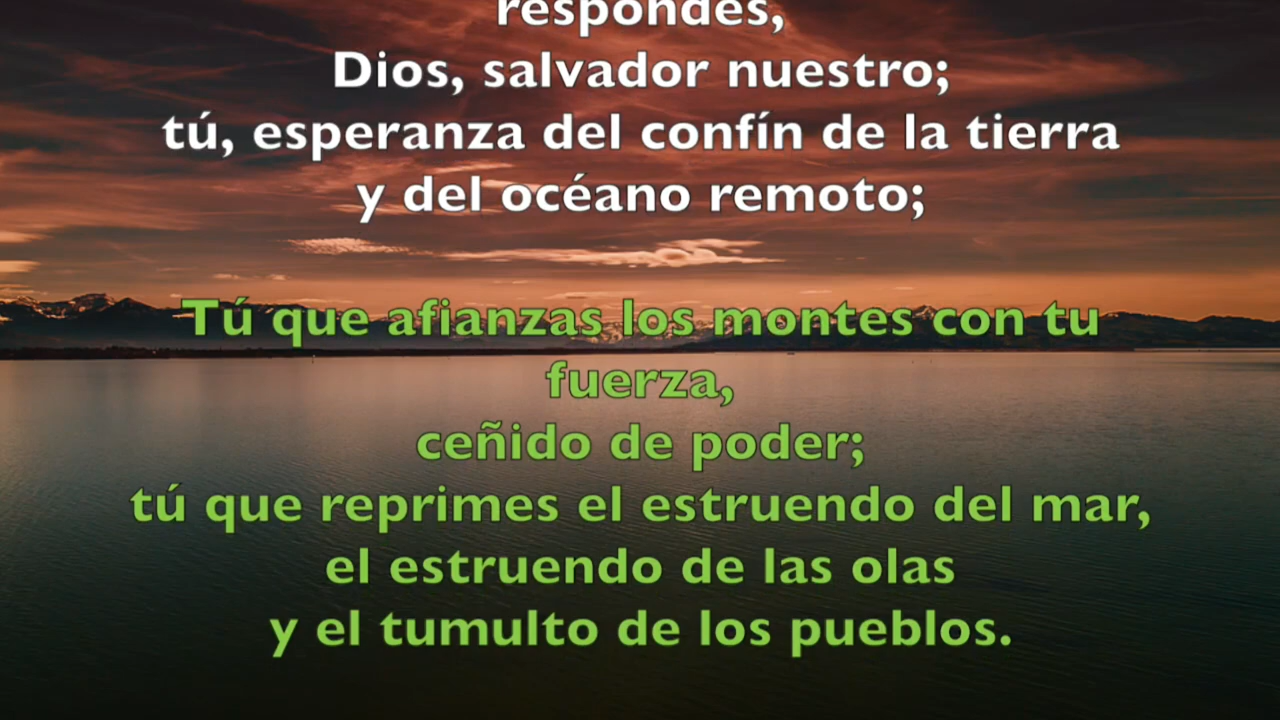 respondes,
Dios, salvador nuestro;
tú, esperanza del confín de la tierra
y del océano remoto;
Tú que afianzas los montes con tu
fuerza,
ceñido de poder;
tú que reprimes el estruendo del mar,
el estruendo de las olas
y el tumulto de los pueblos.